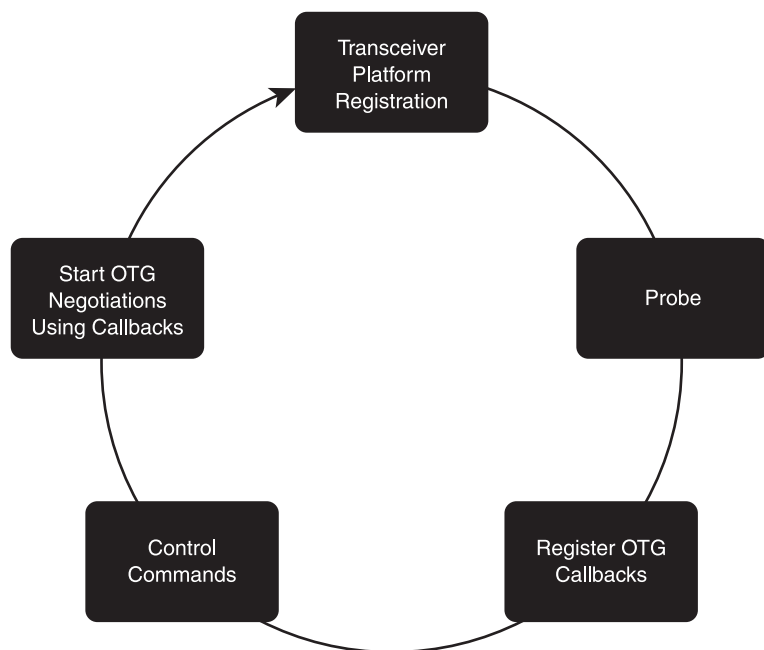 Transceiver
Platform
Registration
Probe
Register OTG
Callbacks
Control
Commands
Start OTG
Negotiations
Using Callbacks